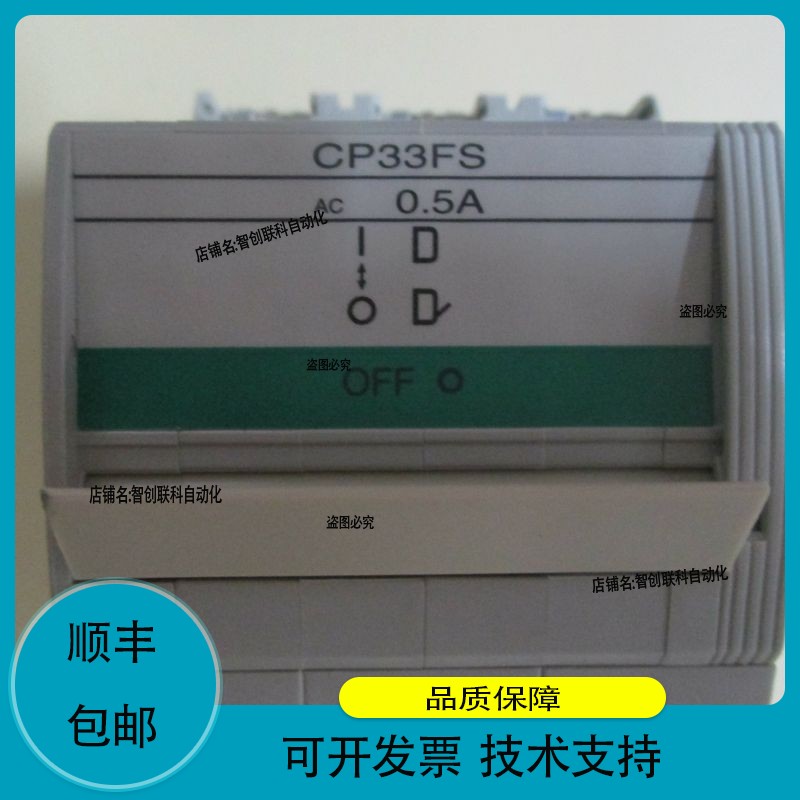 CP33FS
AC 0.5A
店铺名:智创联科自动化
I
O
盗图必究
盗图必究
OFF O
店铺名:智创联科自动化
盗图必究
店铺名:智创联科自动化
顺丰
包邮
品质保障
可开发票 技术支持